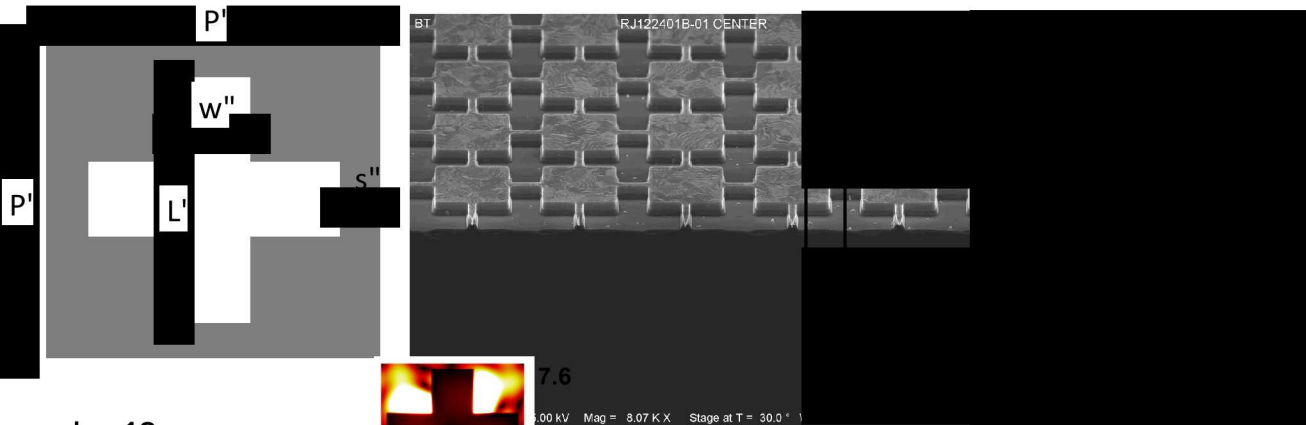 P'
BT RJ122401B-01 CENTER
w"
s"
P'
L'
7.6
.00 kV Mag = 8.07 K X Stage at T = 30.0 °